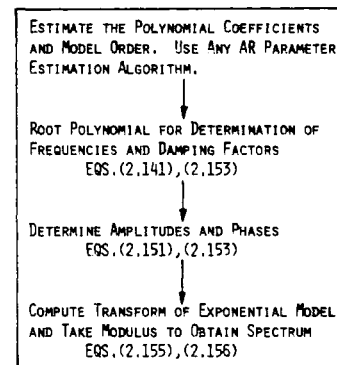 ESTIMATE THE POLYNOMIAL COEFFICIENTS
AND MODEL ORDER. USE ANY AR PARAMETER
ESTIMATION ALGORITHM.
ROOT POLYNOMIAL FOR DETERMINATION OF
FREQUENCIES AND DAMPING FACTORS
EQS.(2.141),(2.153)
DETERMINE AMPLITUDES AND PHASES
EQS.(2.151),(2.153)
COMPUTE TRANSFORM OF EXPONENTIAL MODEL
AND TAKE MODULUS TO OBTAIN SPECTRUM
EQS.(2.155),(2.156)